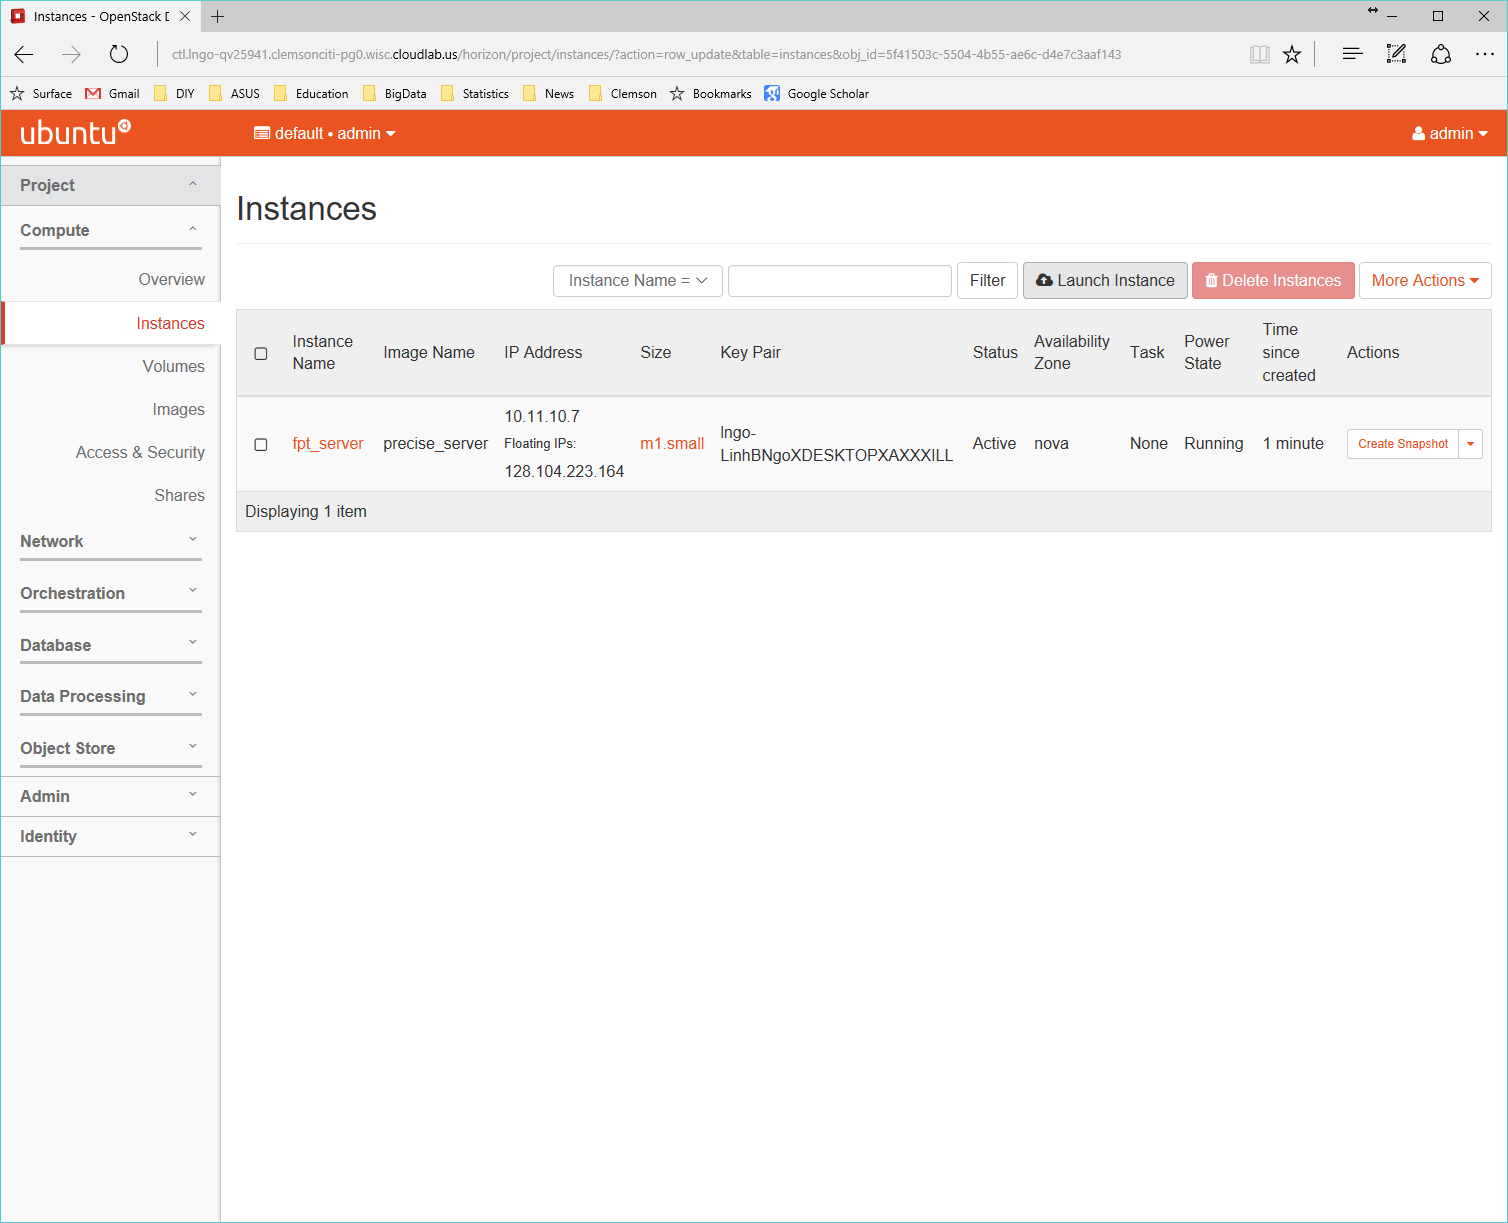 Instances - OpenStack D
ctl.lngo-qv25941.clemsonciti-pg0.wisc.cloudlab.us/horizon/project/instances/?action=row_update&table=instances&obj_id=5f41503c-5504-4b55-ae6c-d4e7c3aaf143
Surface Gmail DIY ASUS Education BigData Statistics News Clemson Bookmarks Google Scholar
ubuntu default • admin admin
Project
Compute
Overview
Instances
Volumes
Images
Access & Security
Shares
Network
Orchestration
Database
Data Processing
Object Store
Admin
Identity
Instances
Instance Name = Filter Launch Instance Delete Instances More Actions
Instance Name Image Name IP Address Size Key Pair Status Availability Zone Task Power State Time since created Actions
fpt_server precise_server 10.11.10.7 Floating IPs: 128.104.223.164 m1.small lngo-LinhBNgoXDESKTOPXAXXXILL Active nova None Running 1 minute Create Snapshot
Displaying 1 item